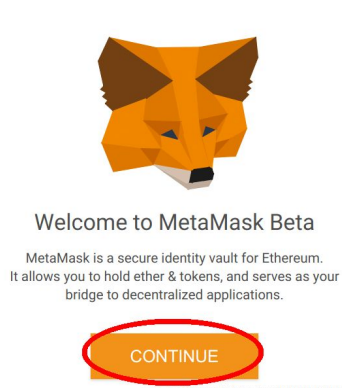 Welcome to MetaMask Beta
MetaMask is a secure identity vault for Ethereum.
It allows you to hold ether & tokens, and serves as your
bridge to decentralized applications.
CONTINUE